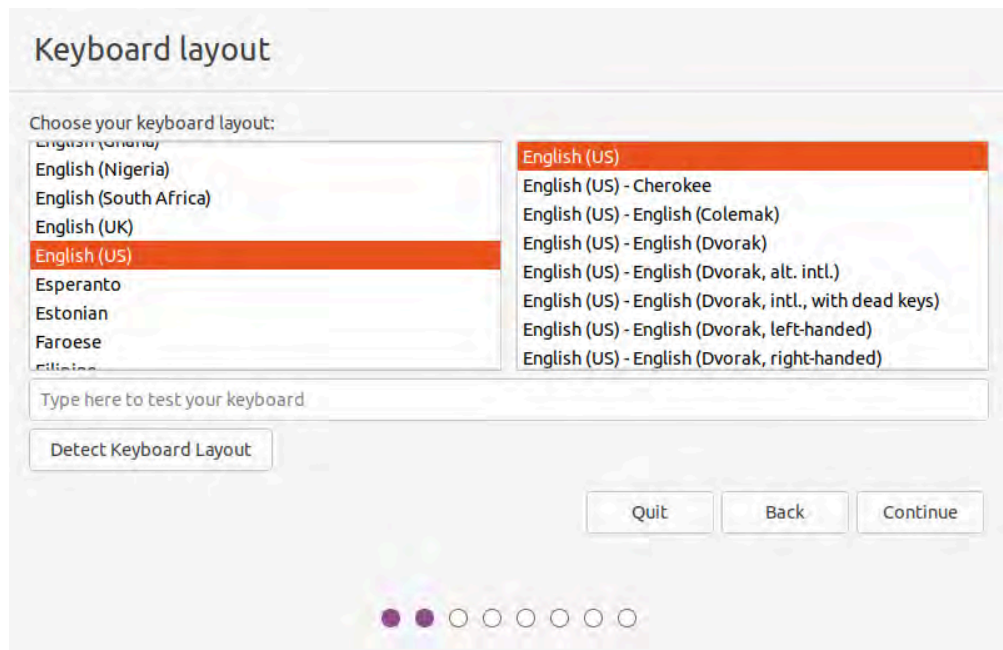 Keyboard layout
Choose your keyboard layout:
English (Ghana)
English (Nigeria)
English (South Africa)
English (UK)
English (US)
Esperanto
Estonian
Faroese
Filipino
English (US)
English (US) - Cherokee
English (US) - English (Colemak)
English (US) - English (Dvorak)
English (US) - English (Dvorak, alt. intl.)
English (US) - English (Dvorak, intl., with dead keys)
English (US) - English (Dvorak, left-handed)
English (US) - English (Dvorak, right-handed)
Type here to test your keyboard
Detect Keyboard Layout
Quit
Back
Continue